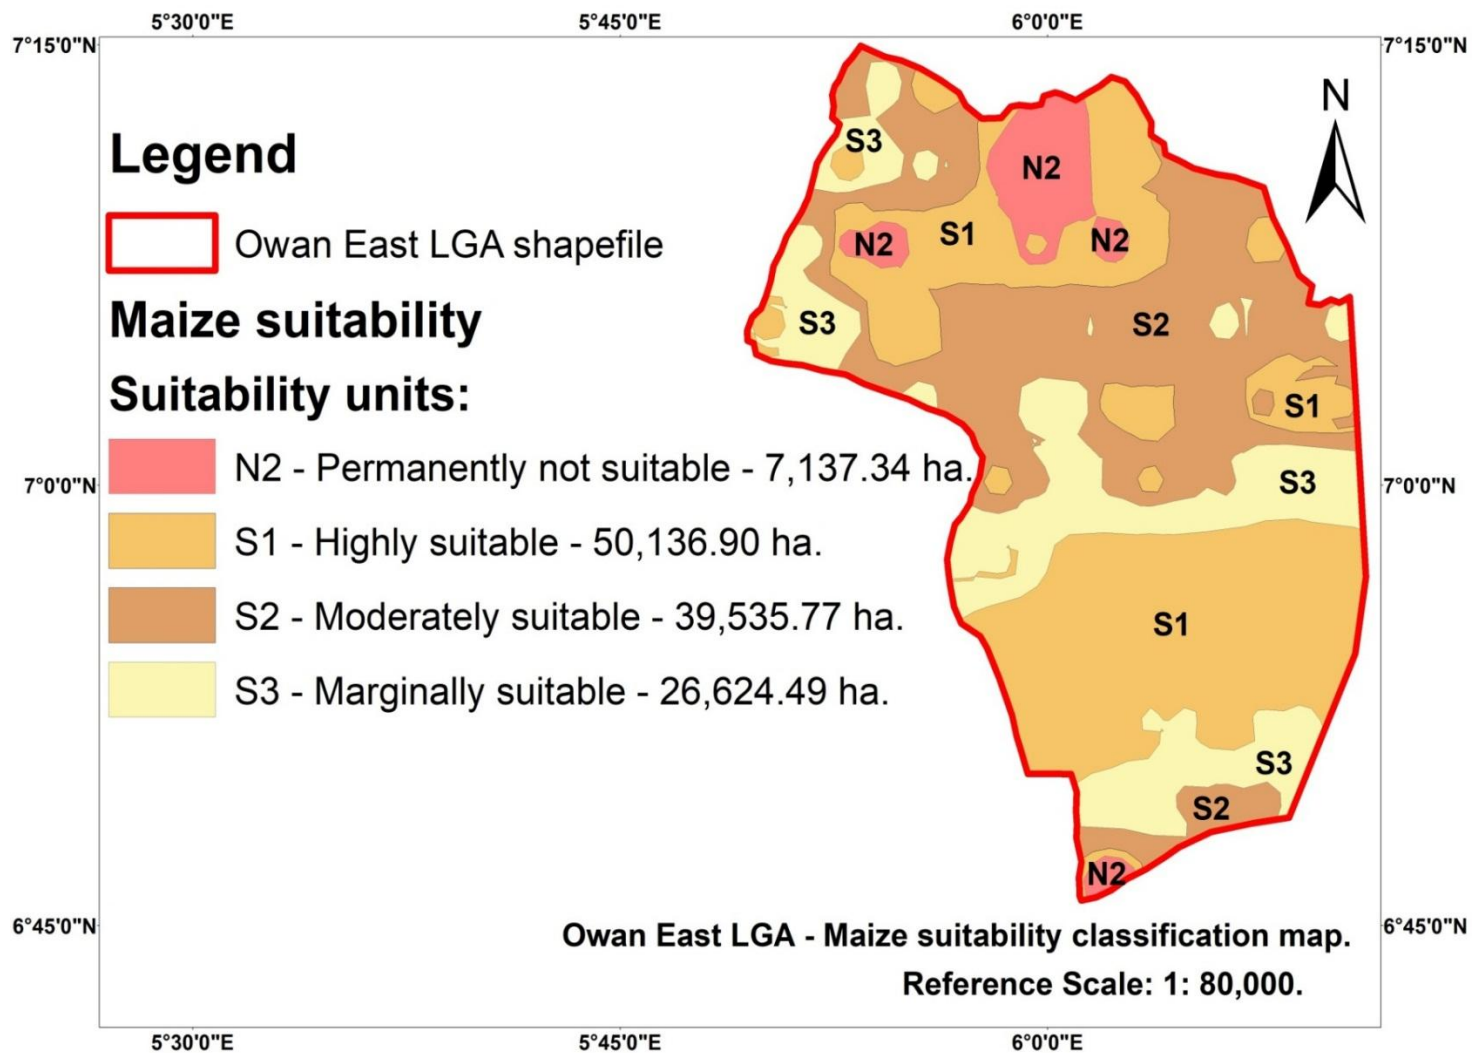 5°30'0"E 5°45'0"E 6°0'0"E
7°15'0"N 7°15'0"N
N
Legend
Owan East LGA shapefile
Maize suitability
Suitability units:
N2 - Permanently not suitable - 7,137.34 ha.
S1 - Highly suitable - 50,136.90 ha.
S2 - Moderately suitable - 39,535.77 ha.
S3 - Marginally suitable - 26,624.49 ha.
S3
N2
N2
S1
N2
S3
S2
S1
7°0'0"N
S3
7°0'0"N
S1
S3
S2
N2
6°45'0"N 6°45'0"N
Owan East LGA - Maize suitability classification map.
Reference Scale: 1: 80,000.
5°30'0"E 5°45'0"E 6°0'0"E